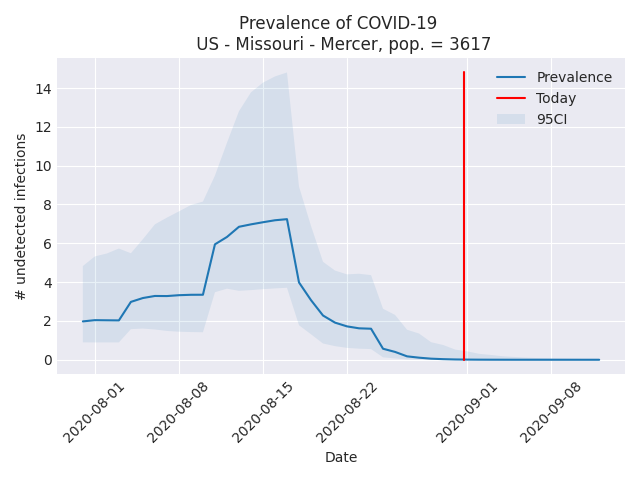 Prevalence of COVID-19
US - Missouri - Mercer, pop. = 3617
Prevalence
Today
95CI
# undetected infections
14
12
10
8
6
4
2
0
2020-08-01
2020-08-08
2020-08-15
2020-08-22
2020-09-01
2020-09-08
Date